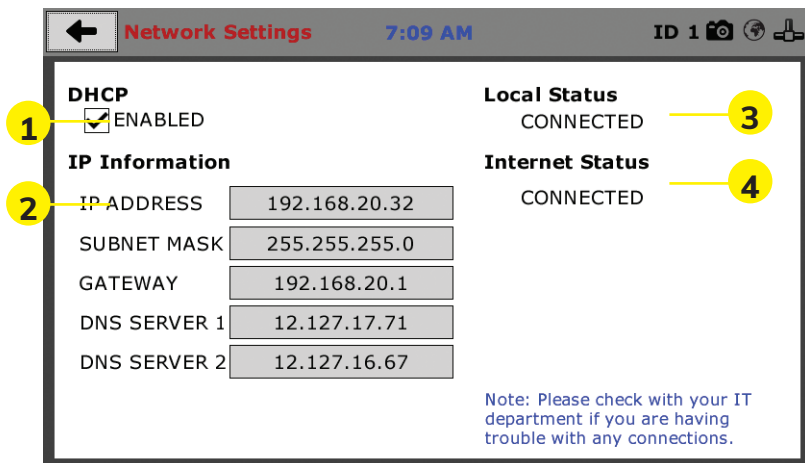 Network Settings 7:09 AM ID 1
DHCP
1 ENABLED
IP Information
2 IP ADDRESS 192.168.20.32
SUBNET MASK 255.255.255.0
GATEWAY 192.168.20.1
DNS SERVER 1 12.127.17.71
DNS SERVER 2 12.127.16.67
Local Status
CONNECTED 3
Internet Status
CONNECTED 4
Note: Please check with your IT
department if you are having
trouble with any connections.